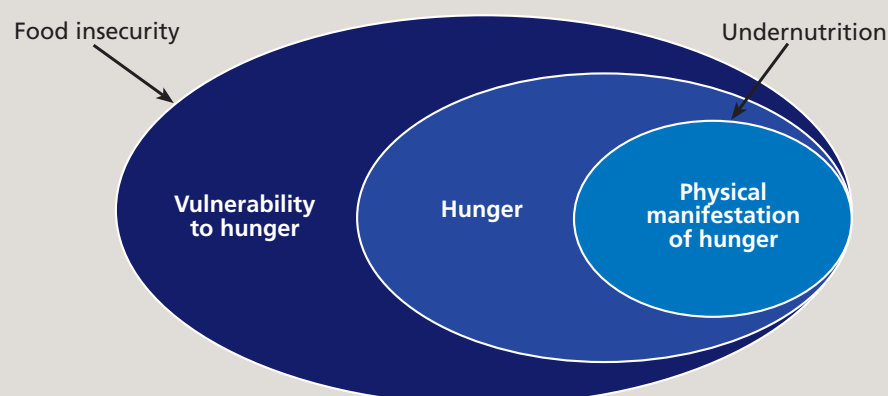 Food insecurity
Undernutrition
Vulnerability
to hunger
Hunger
Physical
manifestation
of hunger